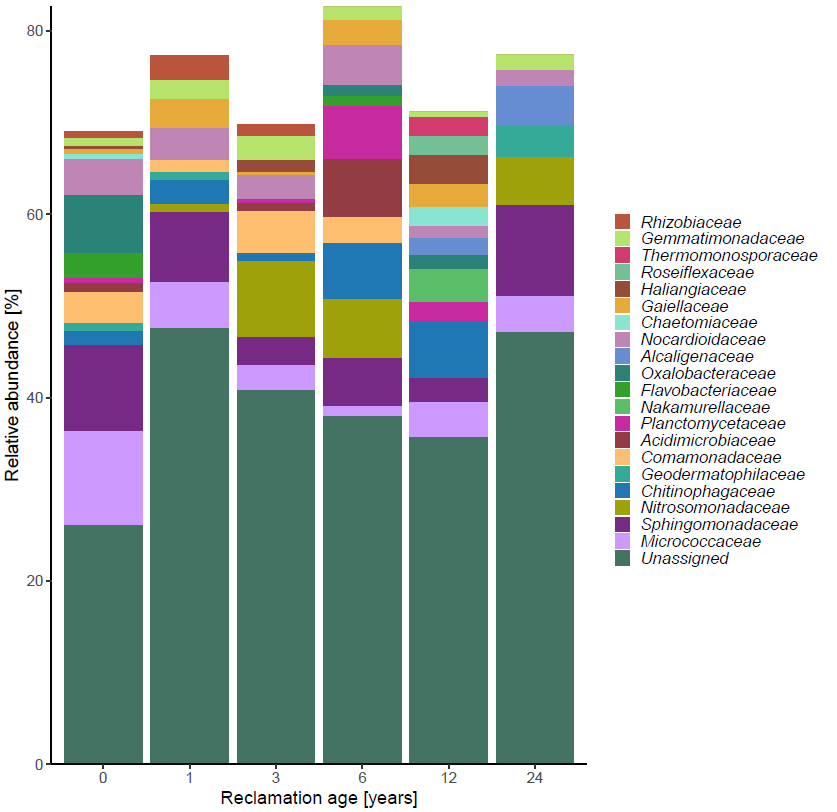 80
60
40
20
0
Relative abundance [%]
0 1 3 6 12 24
Reclamation age [years]
Rhizobiaceae
Gemmatimonadaceae
Thermomonosporaceae
Roseiflexaceae
Haliangiaceae
Gaiellaceae
Chaetomiaceae
Nocardioidaceae
Alcaligenaceae
Oxalobacteraceae
Flavobacteriaceae
Nakamurellaceae
Planctomycetaceae
Acidimicrobiaceae
Comamonadaceae
Geodermatophilaceae
Chitinophagaceae
Nitrosomonadaceae
Sphingomonadaceae
Micrococcaceae
Unassigned